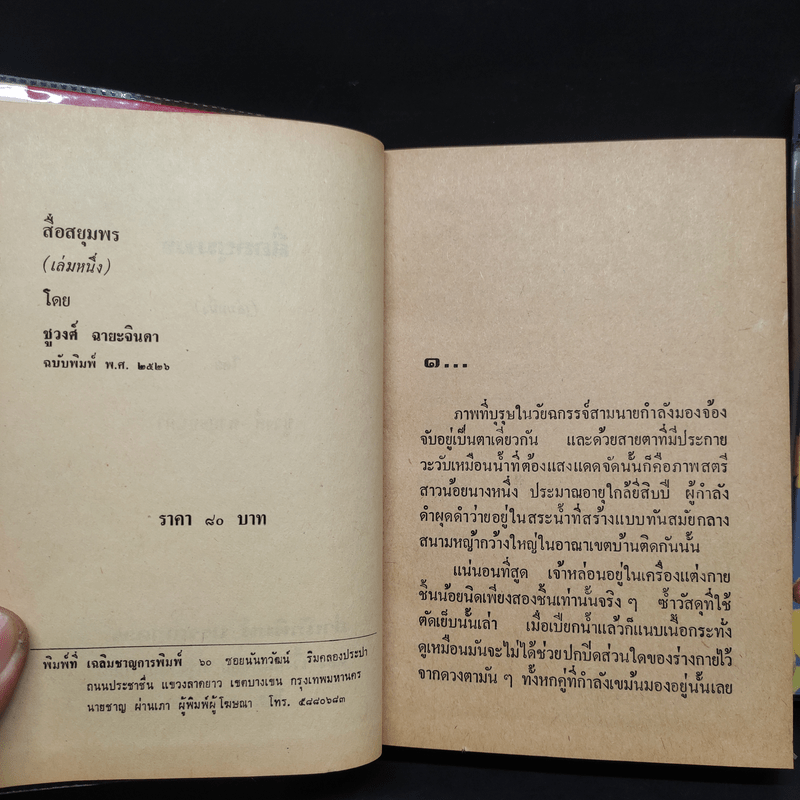 สื่อสยุมพร
(เล่มหนึ่ง)
โดย
ชูวงศ์ ฉายะจินดา
ฉบับพิมพ์ พ.ศ. ๒๕๒๖
ราคา ๘๐ บาท
พิมพ์ที่ เฉลิมชาญการพิมพ์ ๖๐ ซอยนันทวัฒน์ ริมคลองประปา
ถนนประชาชื่น แขวงลาดยาว เขตบางเขน กรุงเทพมหานคร
นายชาญ ผ่านเภา ผู้พิมพ์ผู้โฆษณา โทร. ๕๘๘๐๖๘๓
๑...
ภาพที่บุรุษในวัยฉกรรจ์สามนายกำลังมองจ้อง
จับอยู่เป็นตาเดียวกัน และด้วยสายตาที่มีประกาย
วะวับเหมือนน้ำที่ต้องแสงแดดจัดนั้นก็คือภาพสตรี
สาวน้อยนางหนึ่ง ประมาณอายุใกล้ยี่สิบปี ผู้กำลัง
ดำผุดดำว่ายอยู่ในสระน้ำที่สร้างแบบทันสมัยกลาง
สนามหญ้ากว้างใหญ่ในอาณาเขตบ้านติดกันนั้น
แน่นอนที่สุด เจ้าหล่อนอยู่ในเครื่องแต่งกาย
ชิ้นน้อยนิดเพียงสองชิ้นเท่านั้นจริง ๆ ซ้ำวัสดุที่ใช้
ตัดเย็บนั้นเล่า เมื่อเปียกน้ำแล้วก็แนบเนื้อกระทั่ง
ดูเหมือนมันจะไม่ได้ช่วยปกปิดส่วนใดของร่างกายไว้
จากดวงตามัน ๆ ทั้งหกคู่ที่กำลังเขม้นมองอยู่นั้นเลย